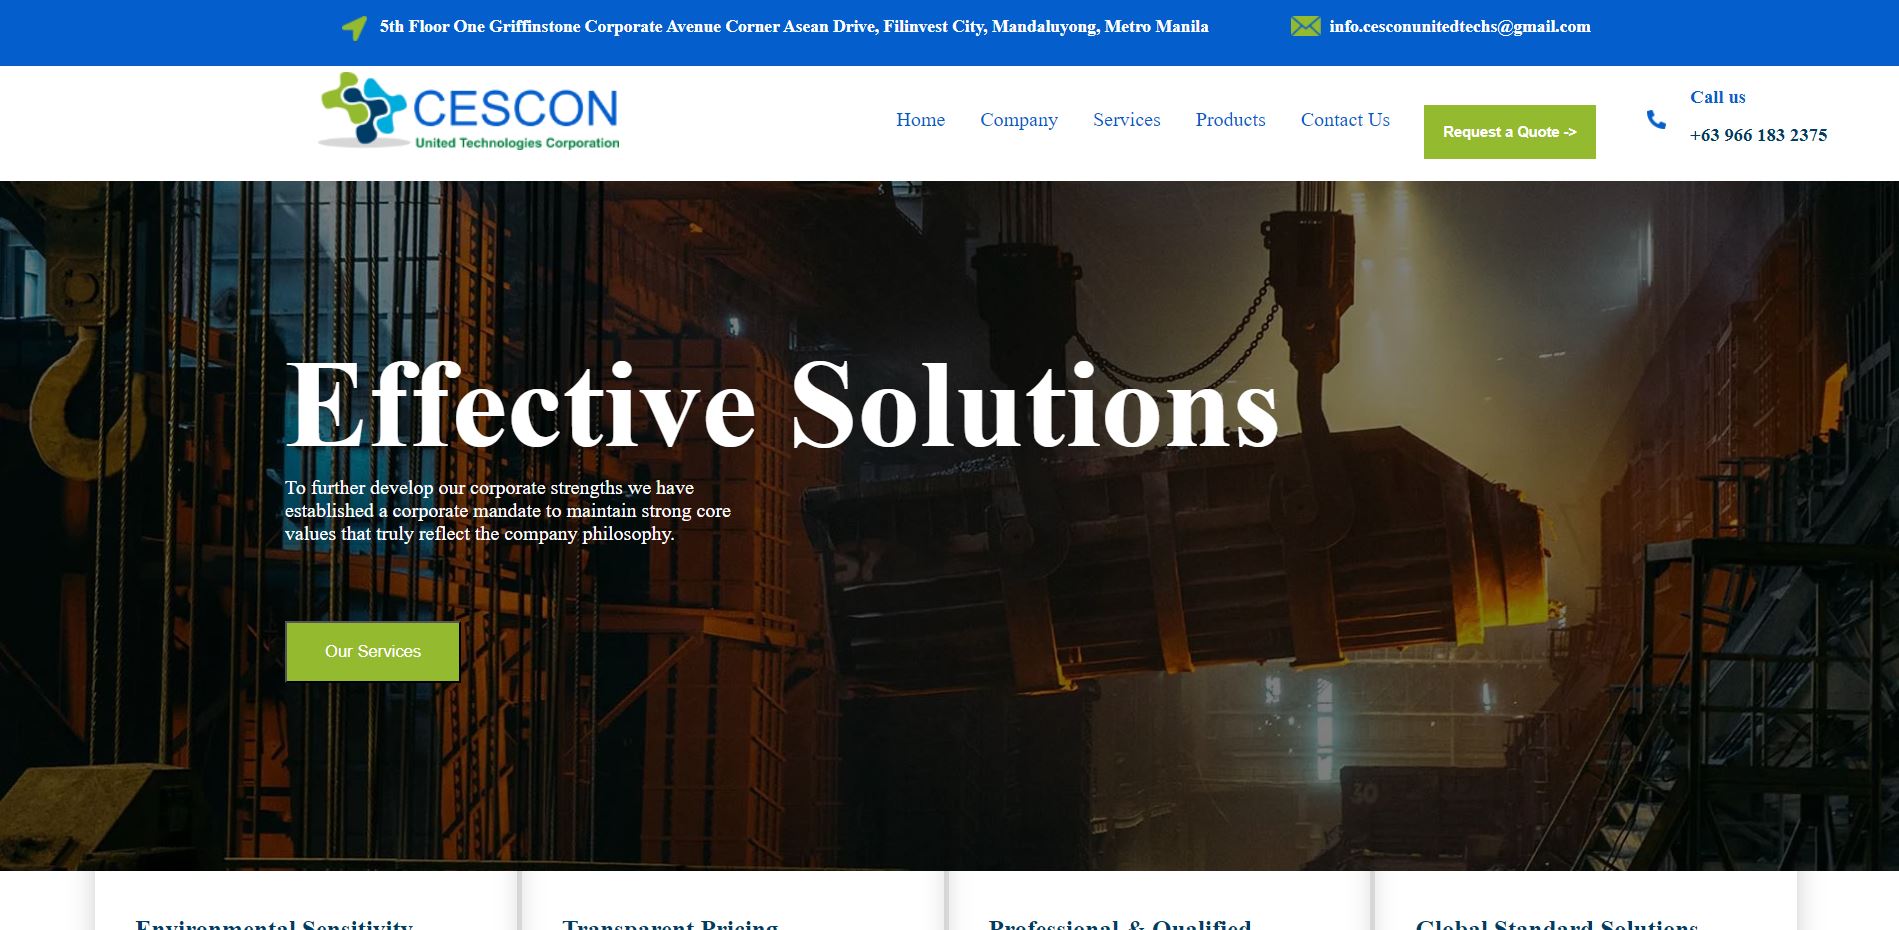 5th Floor One Griffinstone Corporate Avenue Corner Asean Drive, Filinvest City, Mandaluyong, Metro Manila
info.cesconunitedtechs@gmail.com
CESCON
United Technologies Corporation
Home
Company
Services
Products
Contact Us
Request a Quote ->
Call us
+63 966 183 2375
Effective Solutions
To further develop our corporate strengths we have
established a corporate mandate to maintain strong core
values that truly reflect the company philosophy.
Our Services
57
30
Environmental Sensitivity
Transparent Pricing
Professional & Qualified
Global Standard Solutions